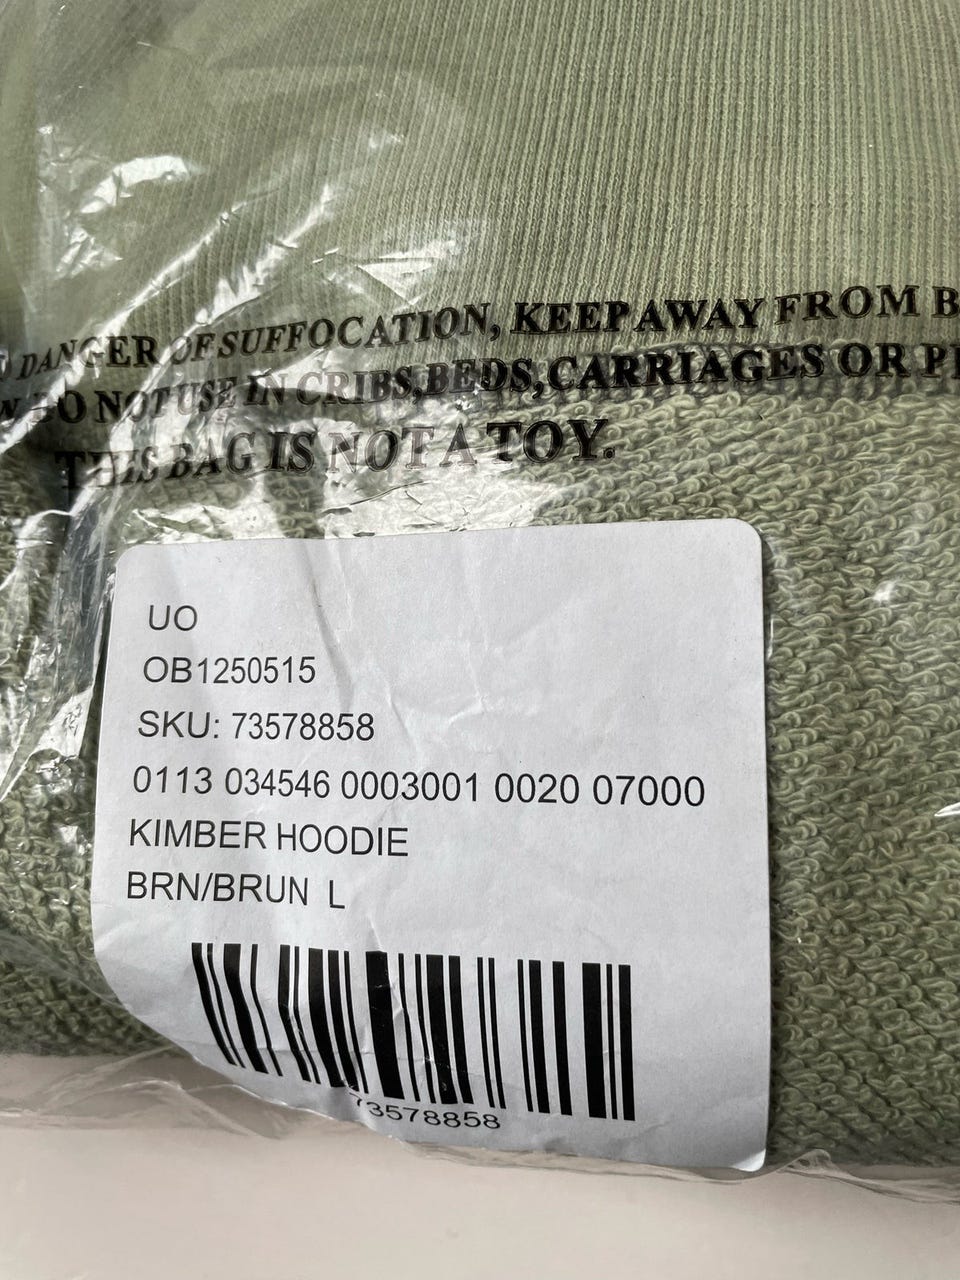 DANGER OF SUFFOCATION, KEEP AWAY FROM
DO NOT USE IN CRIBS, BEDS, CARRIAGES OR
THIS BAG IS NOT A TOY.
UO
OB1250515
SKU: 73578858
0113 034546 0003001 0020 07000
KIMBER HOODIE
BRN/BRUN L
73578858